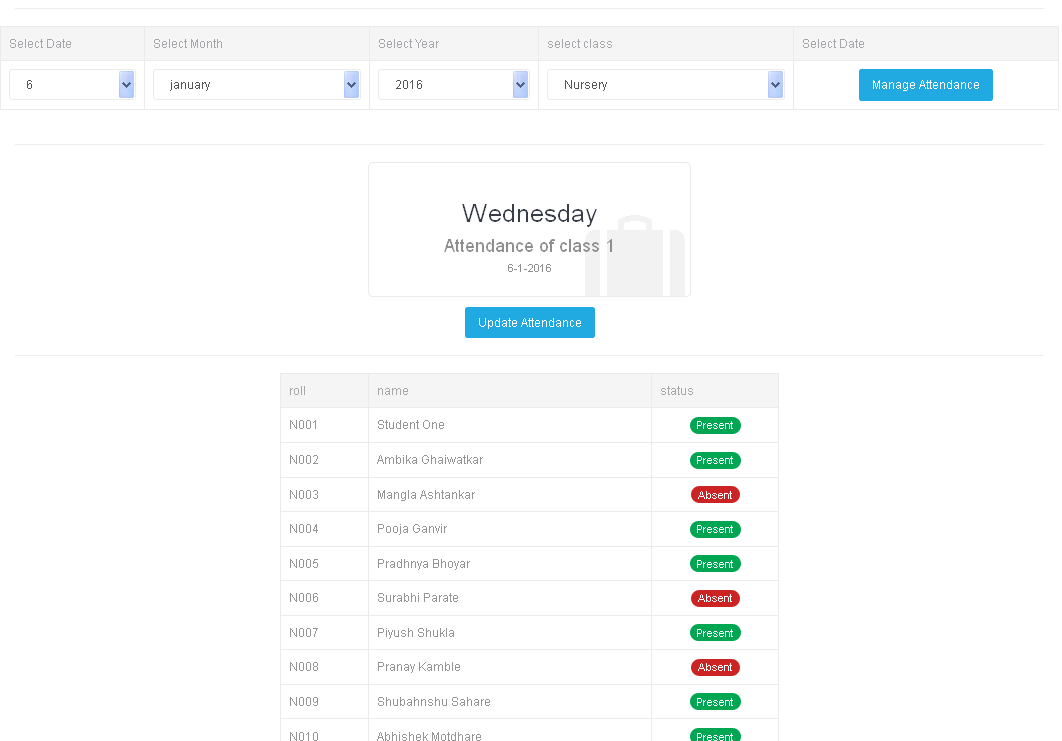 Select Date Select Month Select Year select class Select Date
6 january 2016 Nursery Manage Attendance
Wednesday
Attendance of class 1
6-1-2016
Update Attendance
roll name status
N001 Student One Present
N002 Ambika Ghaiwatkar Present
N003 Mangla Ashtankar Absent
N004 Pooja Ganvir Present
N005 Pradhnya Bhoyar Present
N006 Surabhi Parate Absent
N007 Piyush Shukla Present
N008 Pranay Kamble Absent
N009 Shubahnshu Sahare Present
N010 Abhishek Motdhare Present